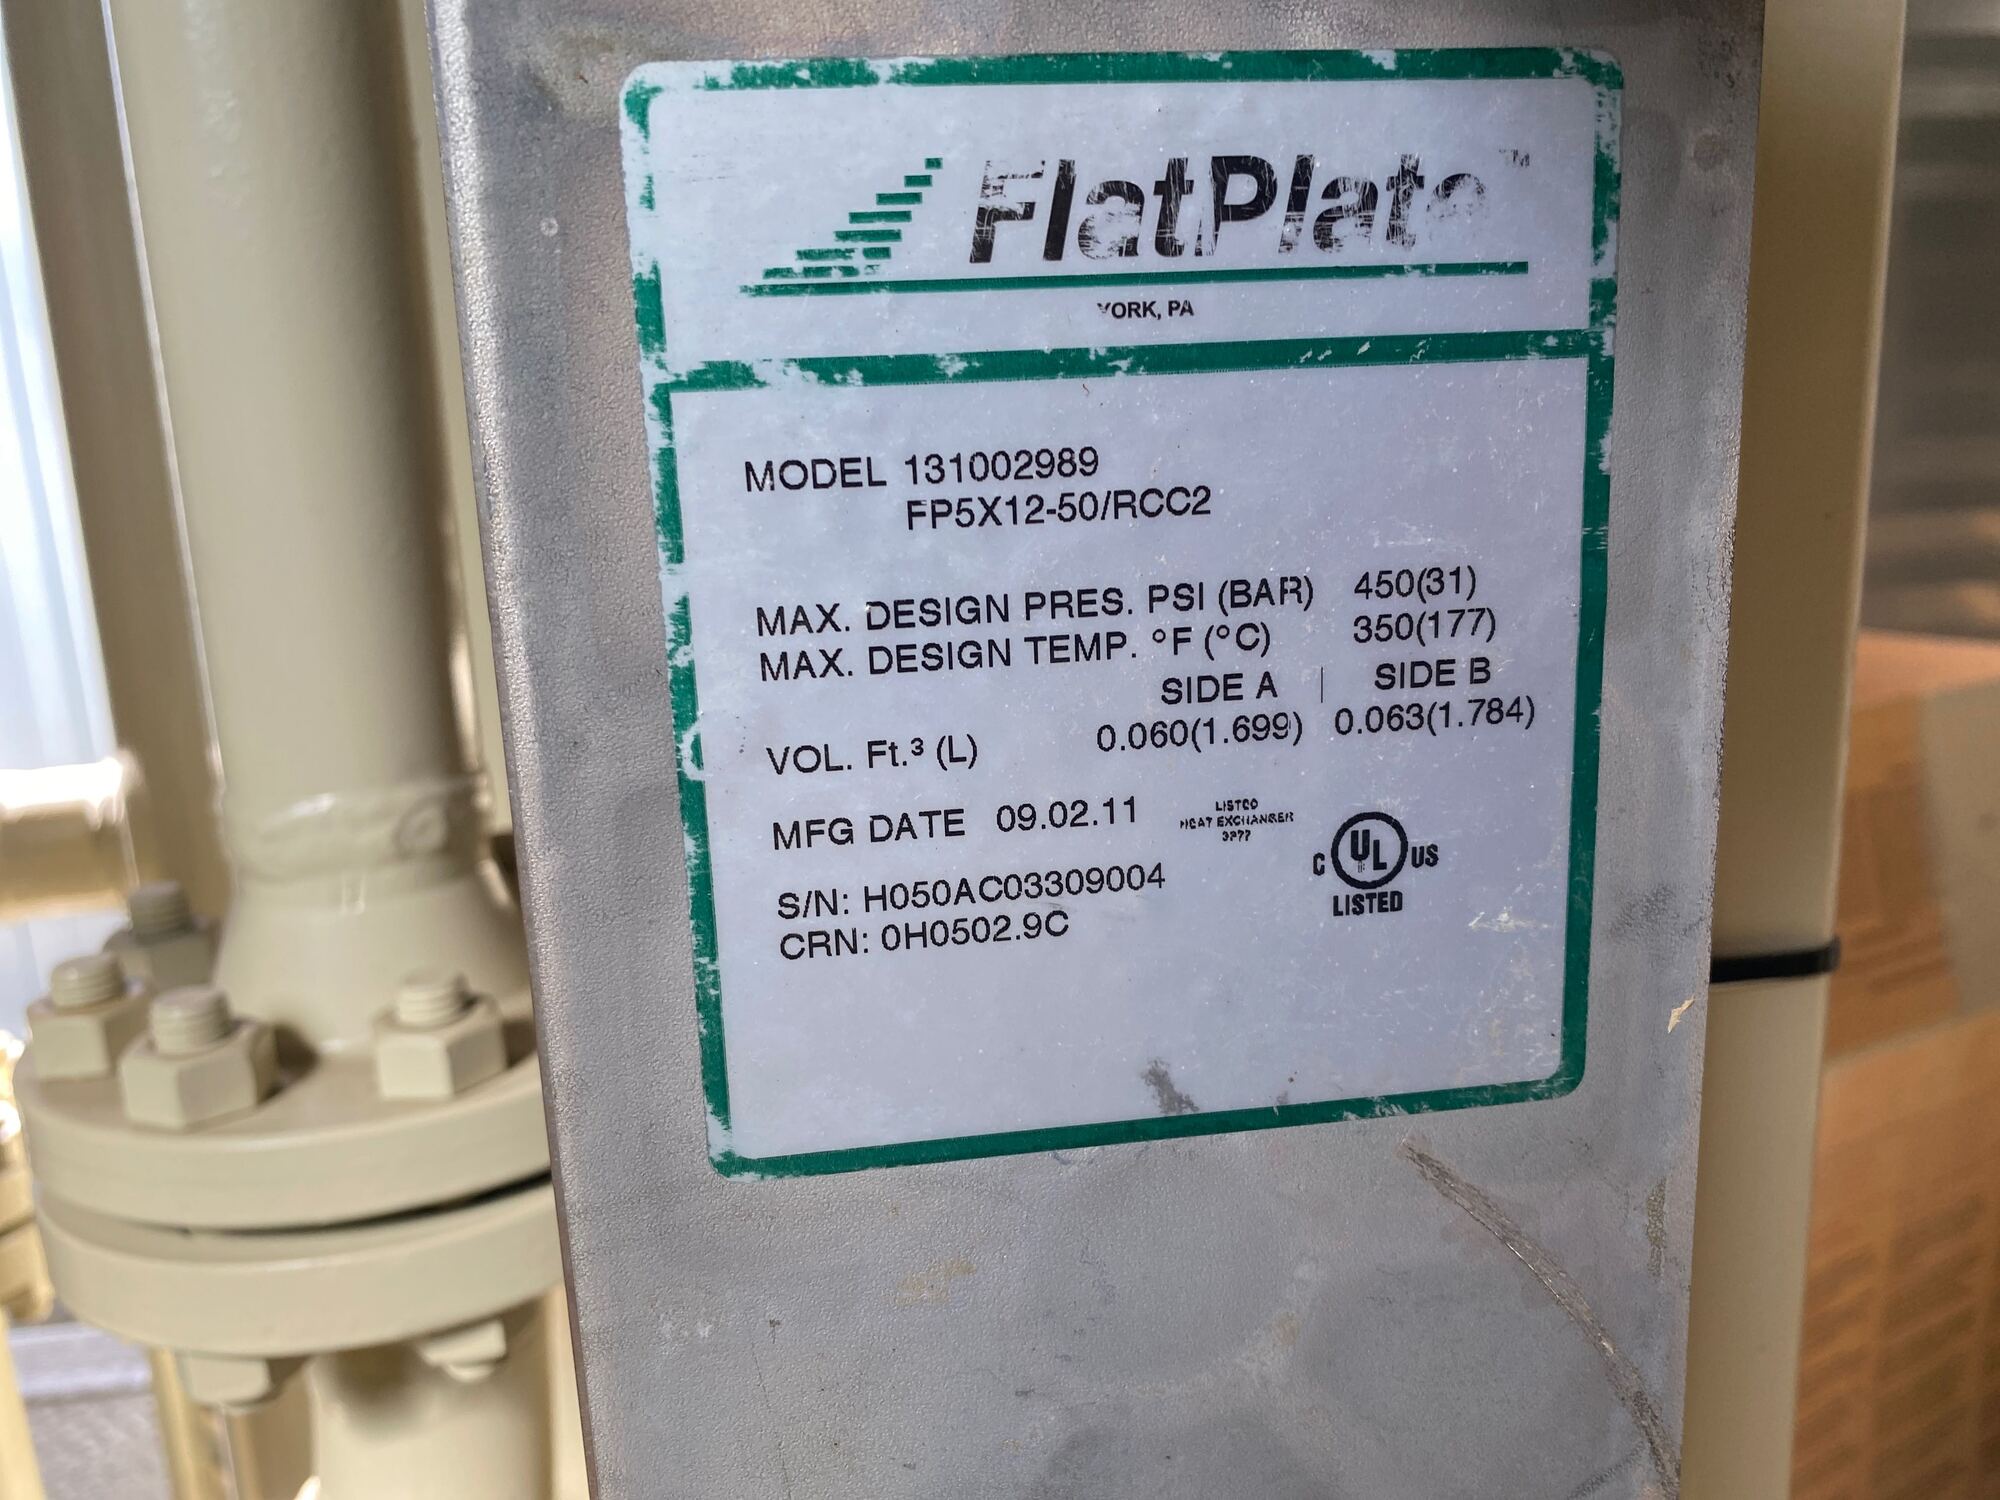 FlatPlate™
YORK, PA
MODEL 131002989
FP5X12-50/RCC2
MAX. DESIGN PRES. PSI (BAR) 450(31)
MAX. DESIGN TEMP. °F (°C) 350(177)
SIDE A | SIDE B
VOL. Ft.³ (L) 0.060(1.699) 0.063(1.784)
MFG DATE 09.02.11
LISTED
HEAT EXCHANGER
C UL US
LISTED
S/N: H050AC03309004
CRN: 0H0502.9C